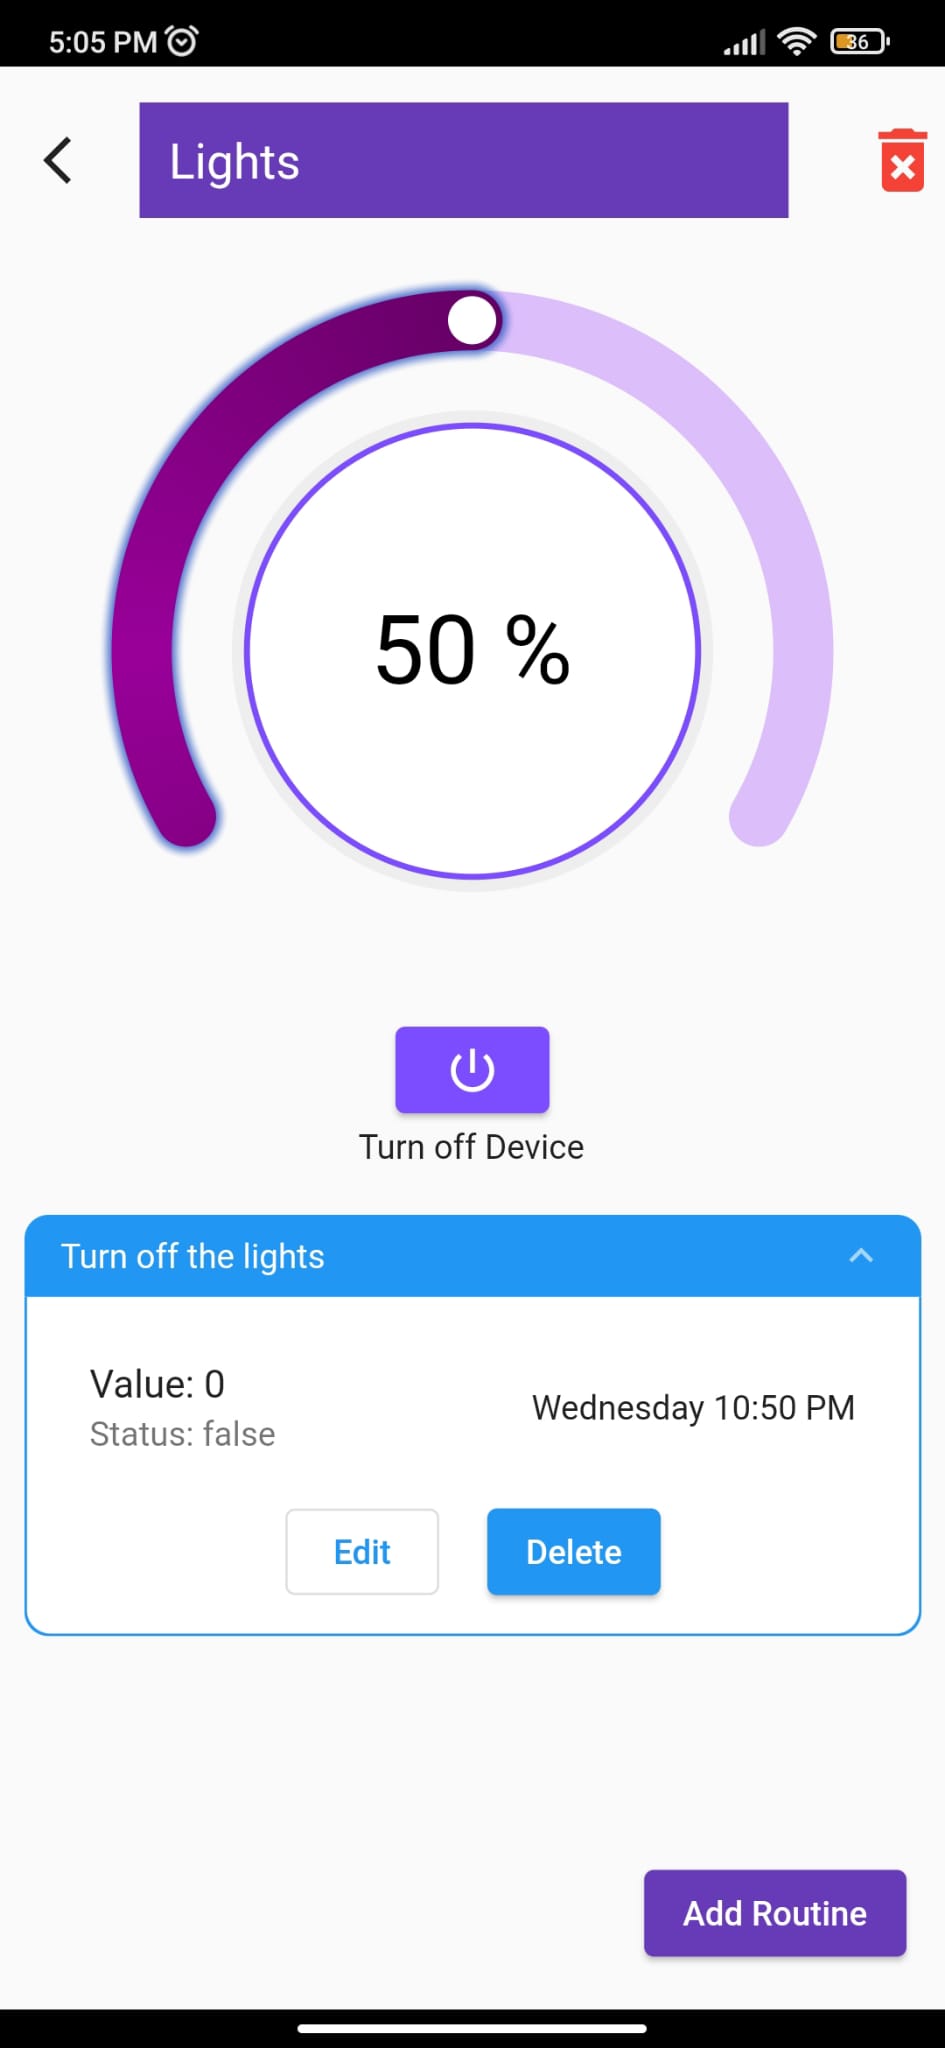 5:05 PM
36
Lights
50 %
Turn off Device
Turn off the lights
Value: 0
Status: false
Wednesday 10:50 PM
Edit
Delete
Add Routine